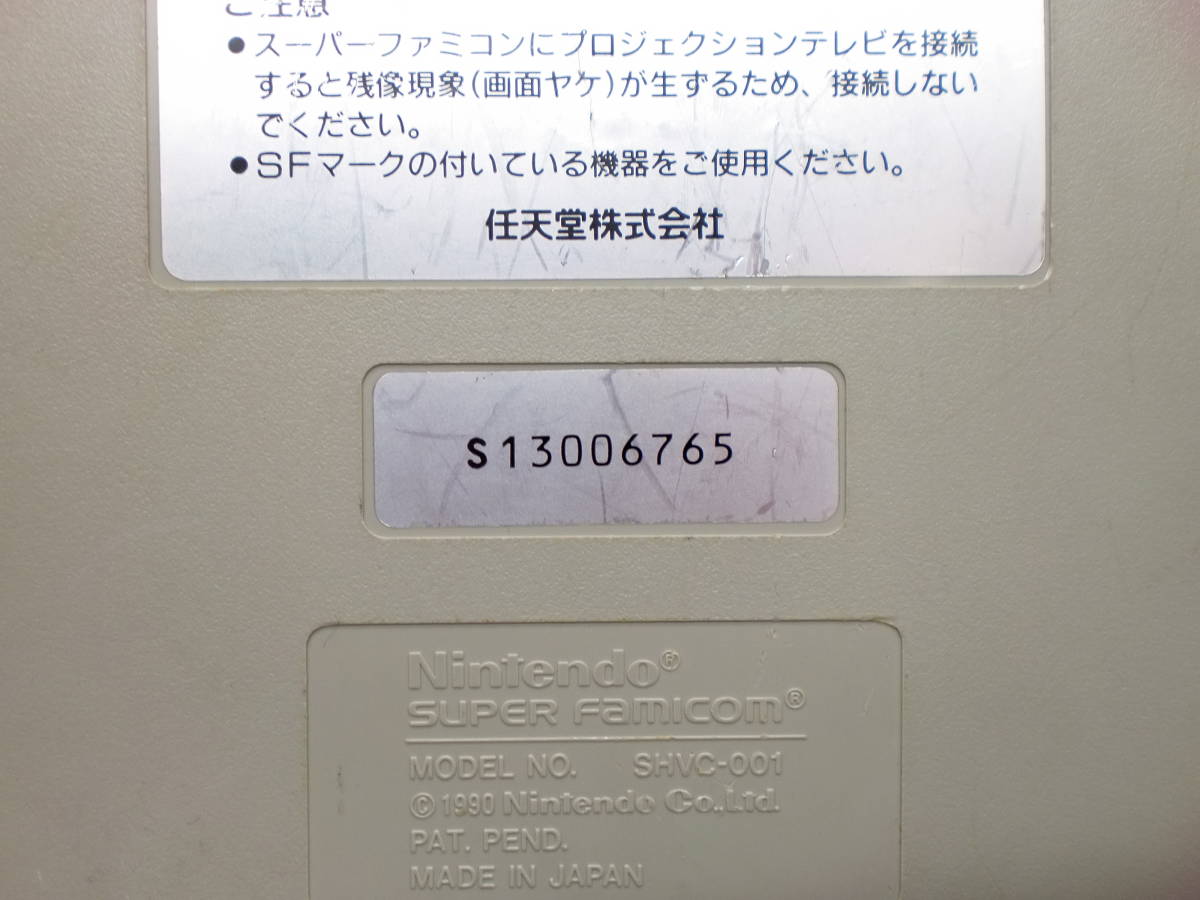 ご注意
●スーパーファミコンにプロジェクションテレビを接続
すると残像現象(画面ヤケ)が生ずるため、接続しない
でください。
●SFマークの付いている機器をご使用ください。
任天堂株式会社
S13006765
Nintendo®
SUPER Famicom®
MODEL NO. SHVC-001
©1990 Nintendo Co.,Ltd.
PAT. PEND.
MADE IN JAPAN